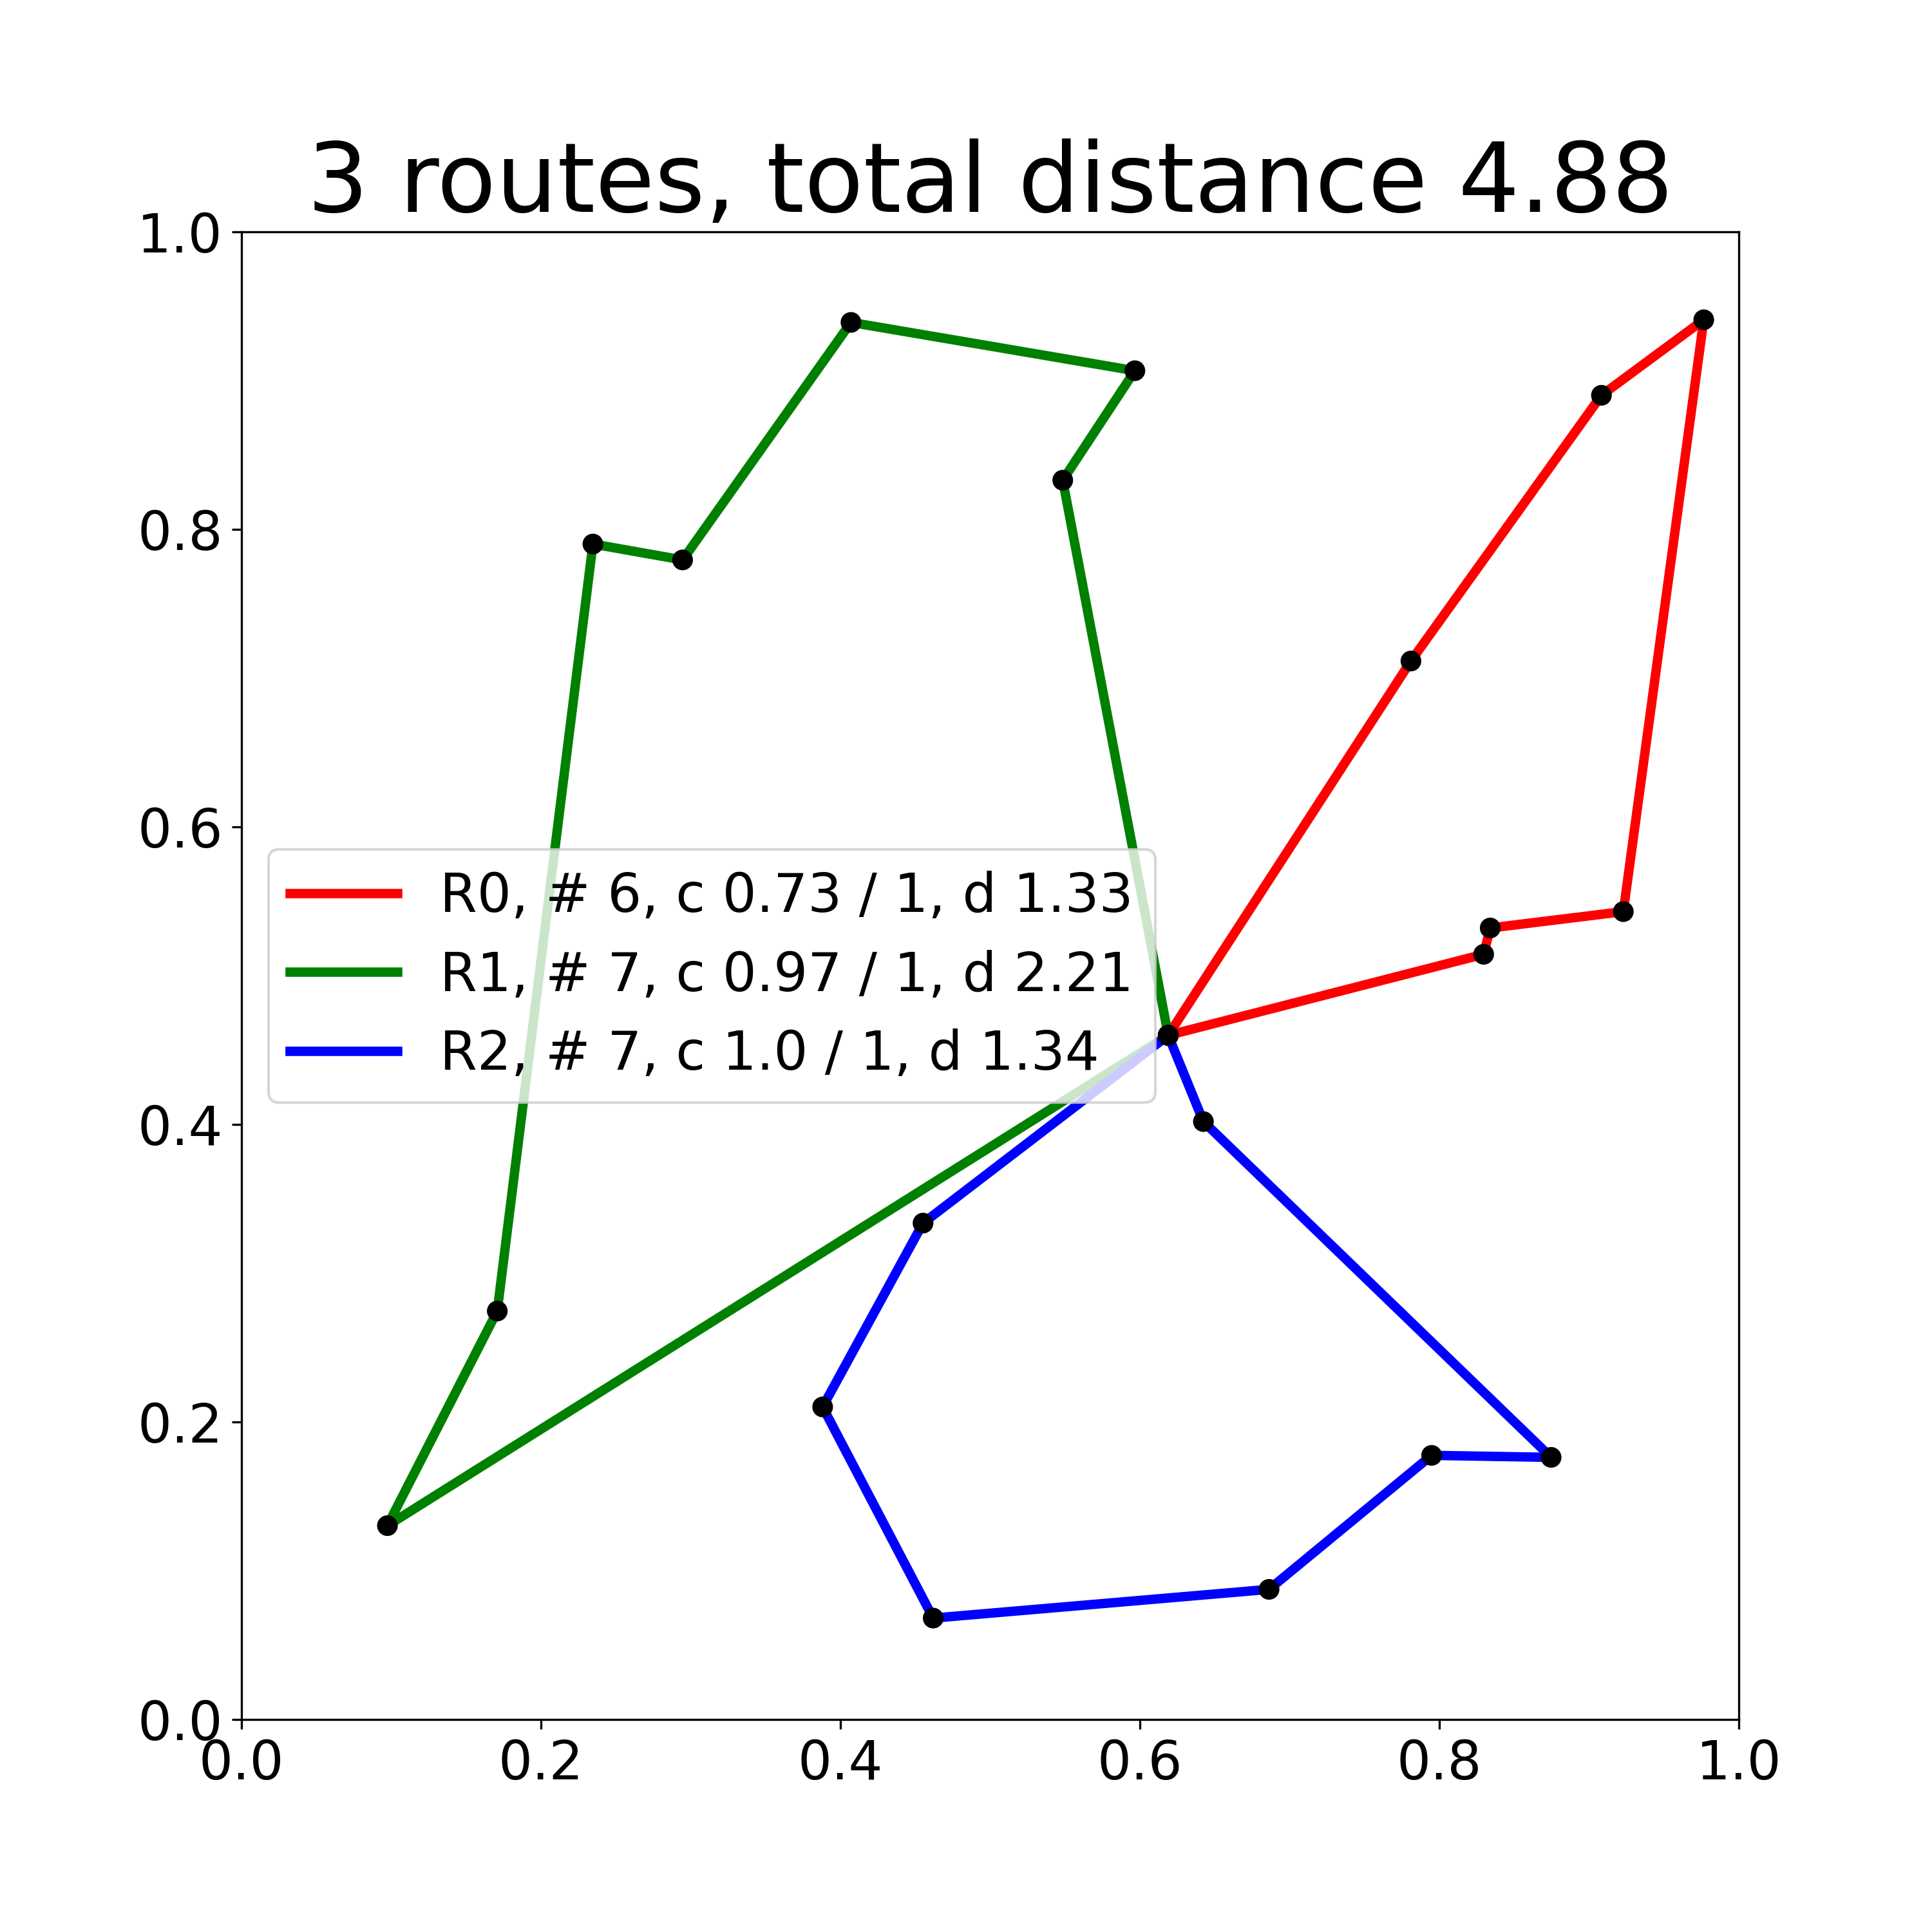 3 routes, total distance 4.88
1.0
0.8
0.6
R0, # 6, c 0.73 / 1, d 1.33
R1, # 7, c 0.97 / 1, d 2.21
R2, # 7, c 1.0 / 1, d 1.34
0.4
0.2
0.0
0.0 0.2 0.4 0.6 0.8 1.0